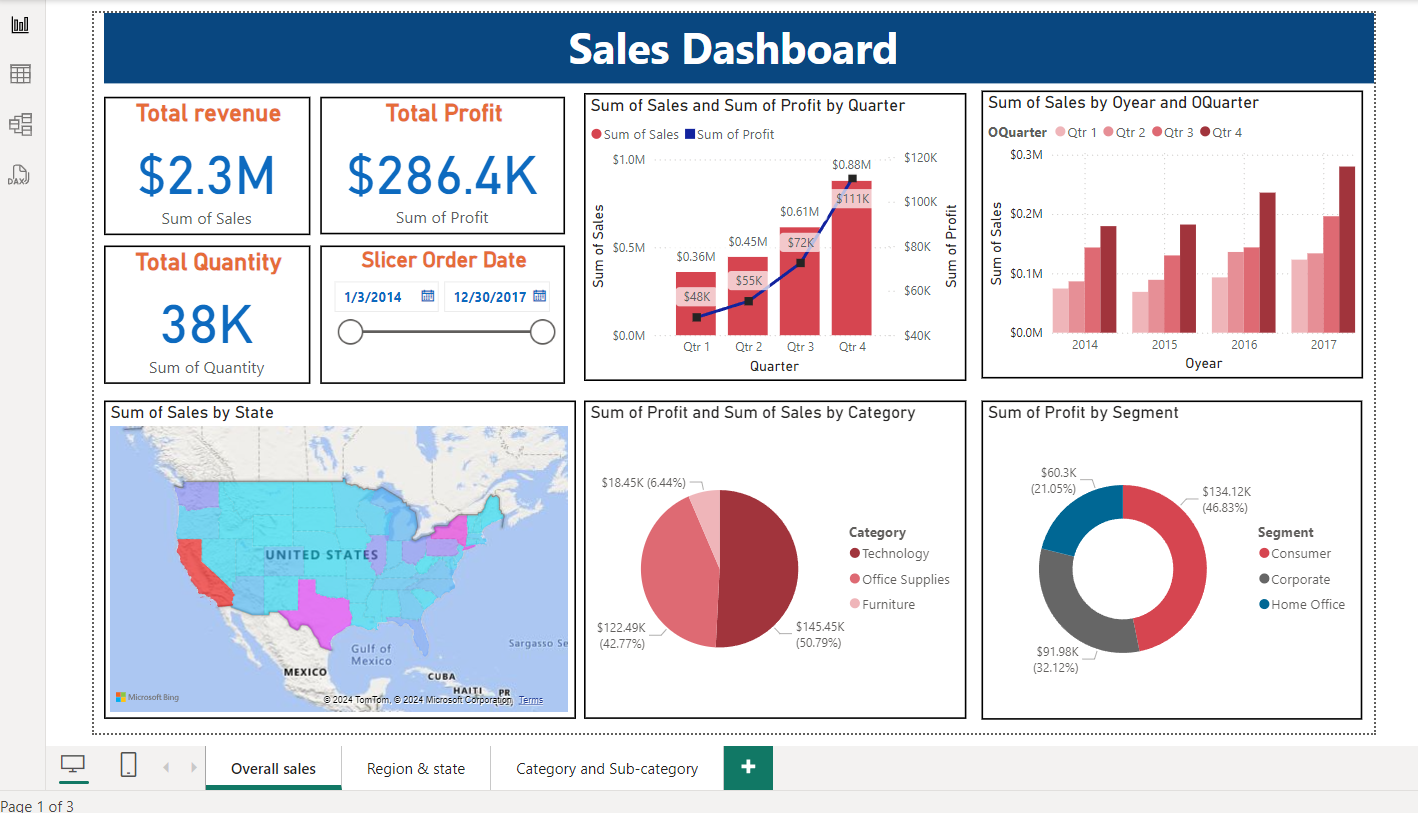 Sales Dashboard
Total revenue
$2.3M
Sum of Sales
Total Profit
$286.4K
Sum of Profit
Total Quantity
38K
Sum of Quantity
Slicer Order Date
1/3/2014
12/30/2017
Sum of Sales and Sum of Profit by Quarter
Sum of Sales Sum of Profit
$1.0M
$0.5M
$0.0M
Sum of Sales
$0.36M
$0.45M
$0.61M
$0.88M
$48K
$55K
$72K
$111K
$120K
$100K
$80K
$60K
$40K
Sum of Profit
Qtr 1 Qtr 2 Qtr 3 Qtr 4
Quarter
Sum of Sales by Oyear and OQuarter
OQuarter Qtr 1 Qtr 2 Qtr 3 Qtr 4
$0.3M
$0.2M
$0.1M
$0.0M
Sum of Sales
2014 2015 2016 2017
Oyear
Sum of Sales by State
UNITED STATES
Gulf of
Mexico
Sargasso Se
MEXICO
CUBA
HAITI
PR
Microsoft Bing
© 2024 TomTom, © 2024 Microsoft Corporation Terms
Sum of Profit and Sum of Sales by Category
$18.45K (6.44%)
$122.49K
(42.77%)
$145.45K
(50.79%)
Category
Technology
Office Supplies
Furniture
Sum of Profit by Segment
$60.3K
(21.05%)
$134.12K
(46.83%)
$91.98K
(32.12%)
Segment
Consumer
Corporate
Home Office
DAX
Overall sales
Region & state
Category and Sub-category
+
Page 1 of 3